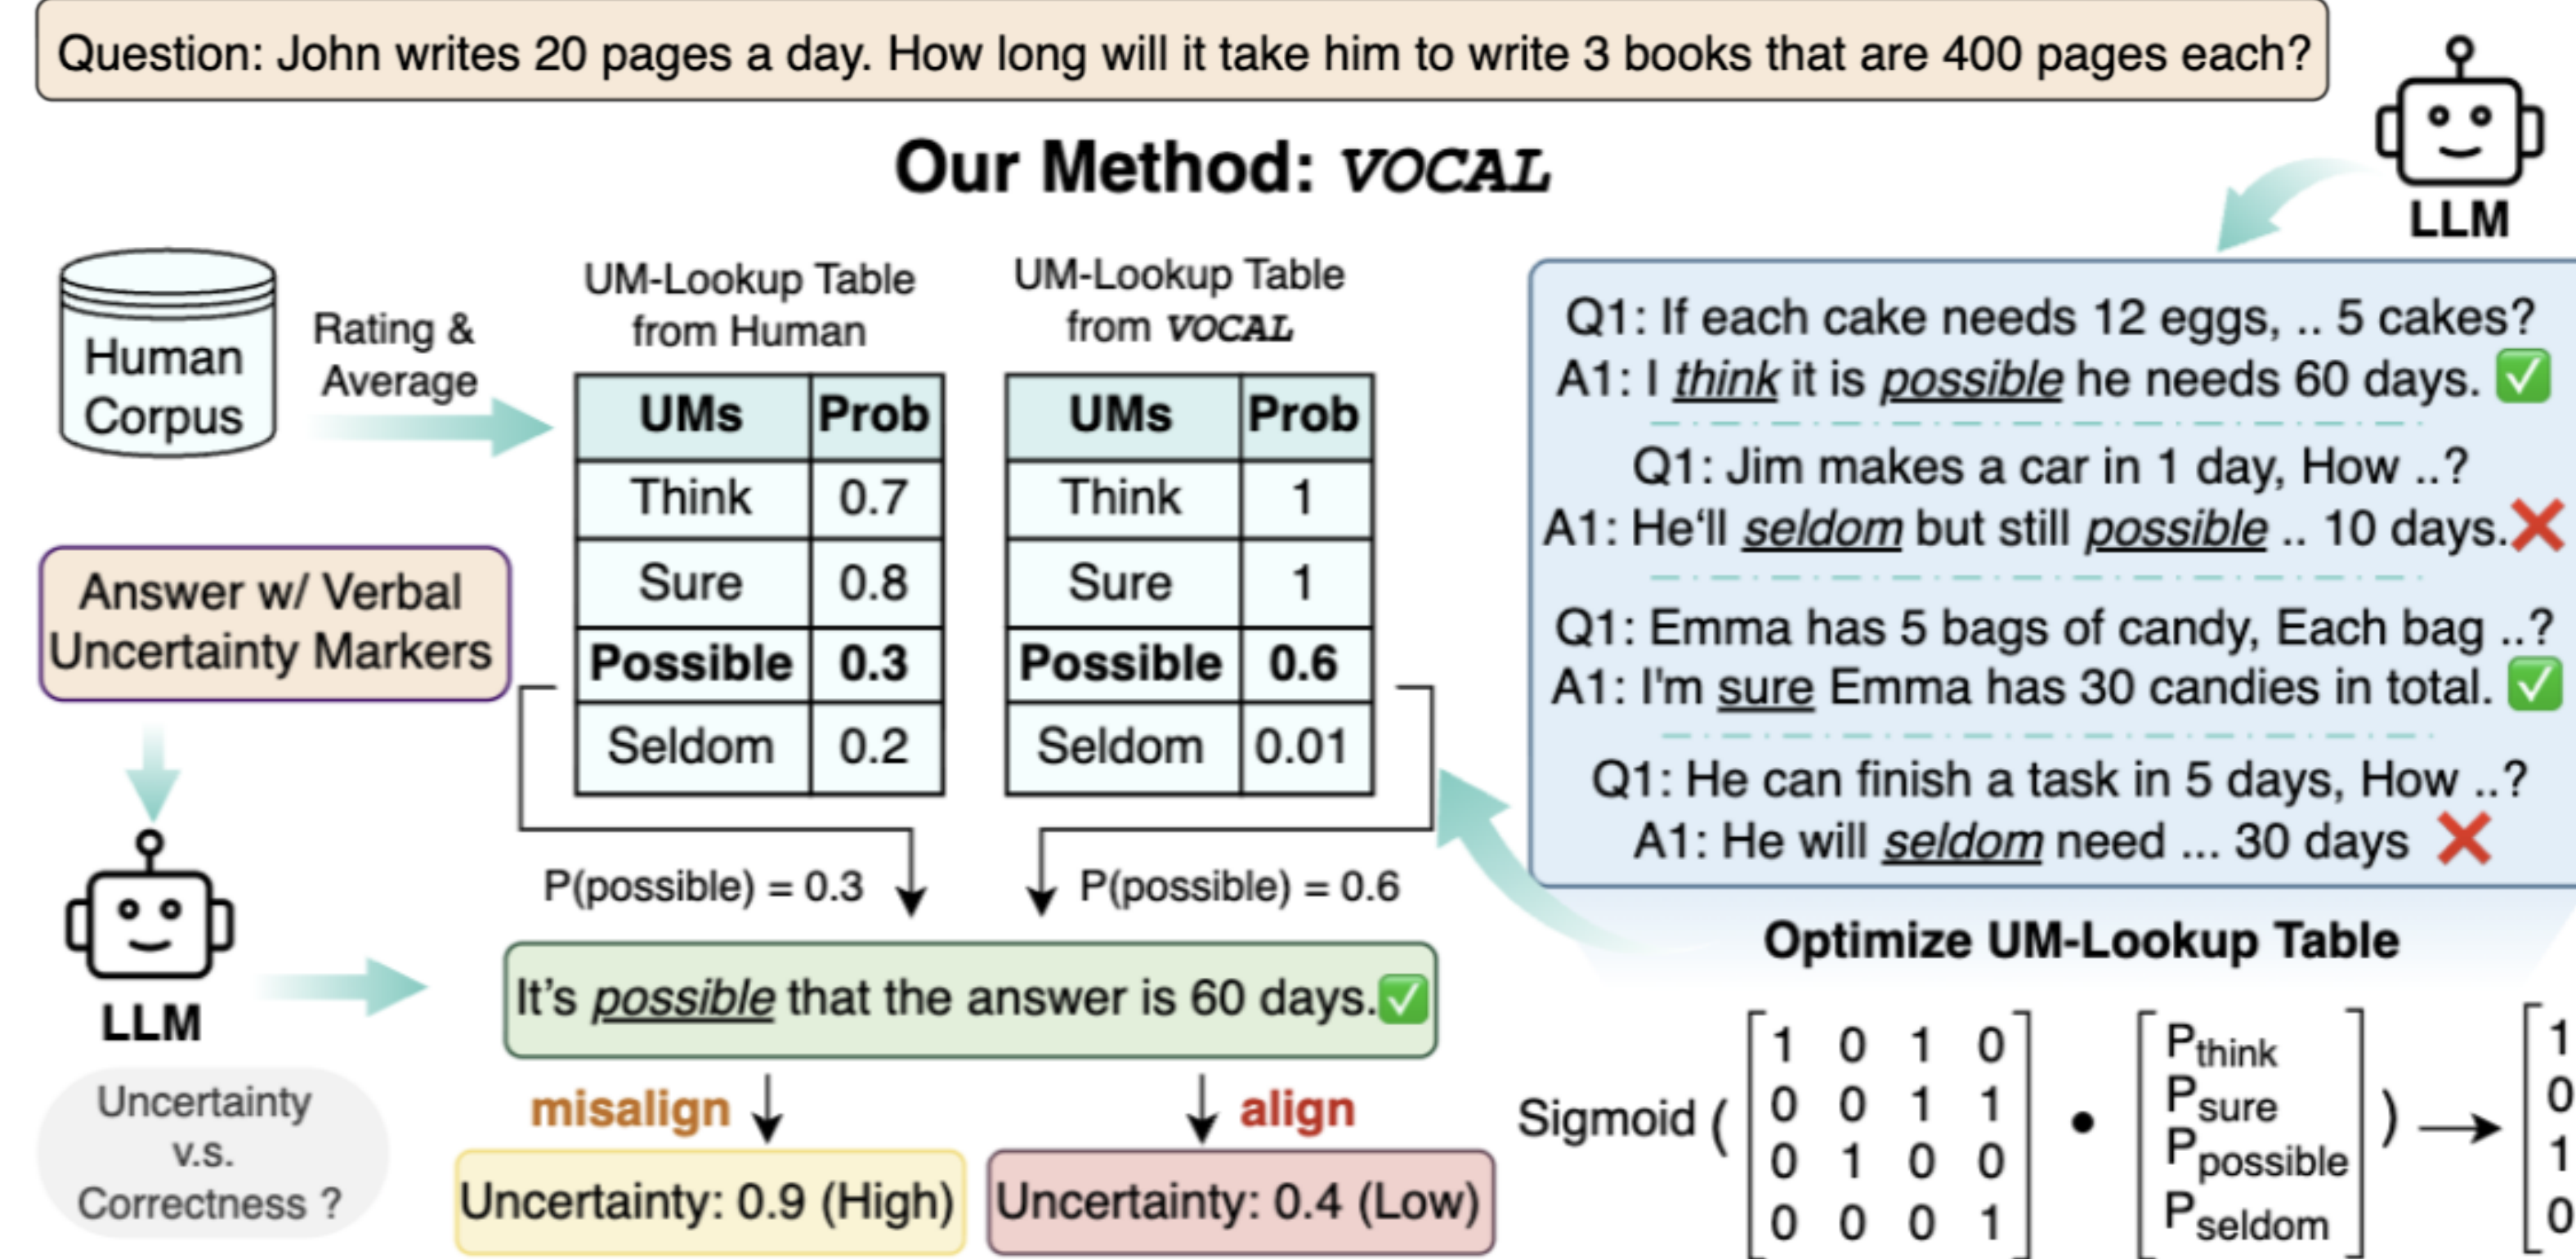 Question: John writes 20 pages a day. How long will it take him to write 3 books that are 400 pages each?
Our Method: VOCAL
LLM
Human
Corpus
Rating &
Average
UM-Lookup Table
from Human
UMs Prob
Think 0.7
Sure 0.8
Possible 0.3
Seldom 0.2
UM-Lookup Table
from VOCAL
UMs Prob
Think 1
Sure 1
Possible 0.6
Seldom 0.01
Q1: If each cake needs 12 eggs, .. 5 cakes?
A1: I think it is possible he needs 60 days. ✅
Q1: Jim makes a car in 1 day, How ..?
A1: He‘ll seldom but still possible .. 10 days.❌
Q1: Emma has 5 bags of candy, Each bag ..?
A1: I'm sure Emma has 30 candies in total. ✅
Q1: He can finish a task in 5 days, How ..?
A1: He will seldom need ... 30 days ❌
Answer w/ Verbal
Uncertainty Markers
LLM
P(possible) = 0.3
P(possible) = 0.6
It’s possible that the answer is 60 days.✅
misalign
align
Uncertainty: 0.9 (High)
Uncertainty: 0.4 (Low)
Uncertainty
v.s.
Correctness ?
Optimize UM-Lookup Table
Sigmoid (
1 0 1 0
0 0 1 1
0 1 0 0
0 0 0 1
•
Pthink
Psure
Ppossible
Pseldom
)
1
0
1
0